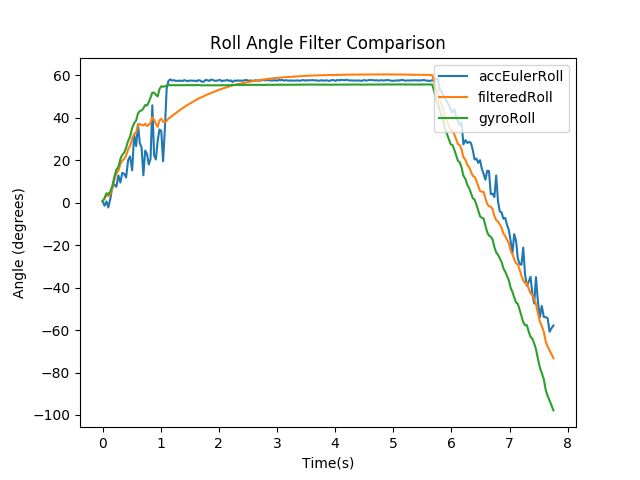 Roll Angle Filter Comparison
accEulerRoll
filteredRoll
gyroRoll
60
40
20
0
−20
−40
−60
−80
−100
Angle (degrees)
0 1 2 3 4 5 6 7 8
Time(s)